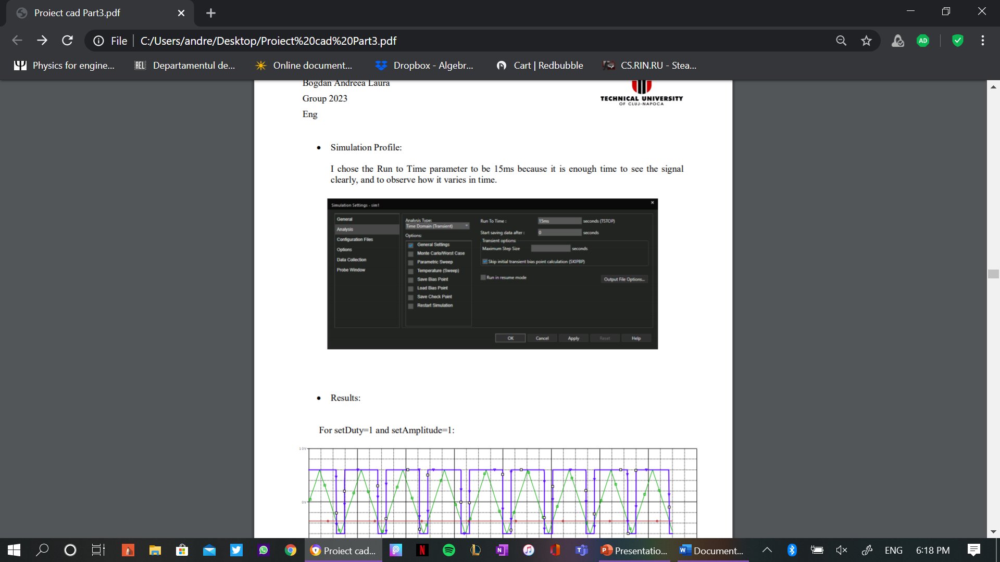 Proiect cad Part3.pdf
File
C:/Users/andre/Desktop/Proiect%20cad%20Part3.pdf
AD
Physics for engine...
AEL Departamentul de...
Online document...
Dropbox - Algebr...
Cart | Redbubble
CS.RIN.RU - Stea...
Bogdan Andreea Laura
Group 2023
Eng
TECHNICAL UNIVERSITY
OF CLUJ-NAPOCA
• Simulation Profile:
I chose the Run to Time parameter to be 15ms because it is enough time to see the signal
clearly, and to observe how it varies in time.
Simulation Settings - sim1
General
Analysis
Configuration Files
Options
Data Collection
Probe Window
Analysis Type:
Time Domain (Transient)
Options:
General Settings
Monte Carlo/Worst Case
Parametric Sweep
Temperature (Sweep)
Save Bias Point
Load Bias Point
Save Check Point
Restart Simulation
Run To Time : 15ms seconds (TSTOP)
Start saving data after : 0 seconds
Transient options:
Maximum Step Size seconds
Skip initial transient bias point calculation (SKIPBP)
Run in resume mode
Output File Options...
OK Cancel Apply Reset Help
• Results:
For setDuty=1 and setAmplitude=1:
10V
0V
Proiect cad...
Presentatio...
Document...
ENG
6:18 PM